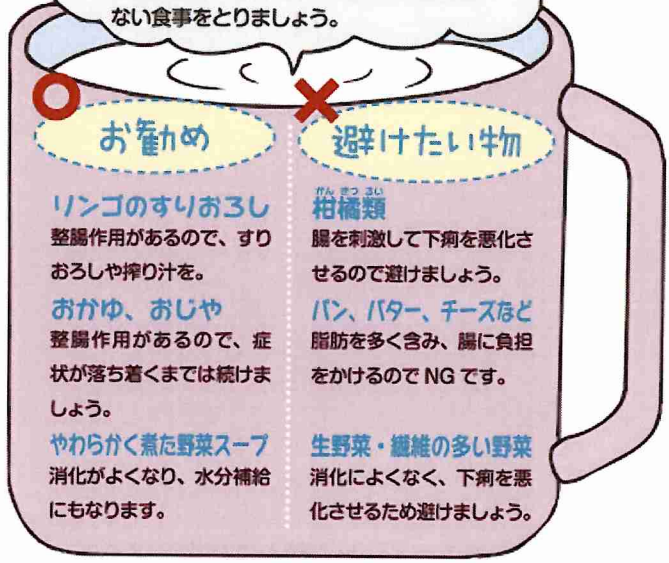 ない食事をとりましょう。
お勧め
リンゴのすりおろし
整腸作用があるので、すり
おろしや搾り汁を。
おかゆ、おじや
整腸作用があるので、症
状が落ち着くまでは続けま
しょう。
やわらかく煮た野菜スープ
消化がよくなり、水分補給
にもなります。
避けたい物
かんきつるい
柑橘類
腸を刺激して下痢を悪化さ
せるので避けましょう。
パン、バター、チーズなど
脂肪を多く含み、腸に負担
をかけるので NG です。
生野菜・繊維の多い野菜
消化によくなく、下痢を悪
化させるため避けましょう。